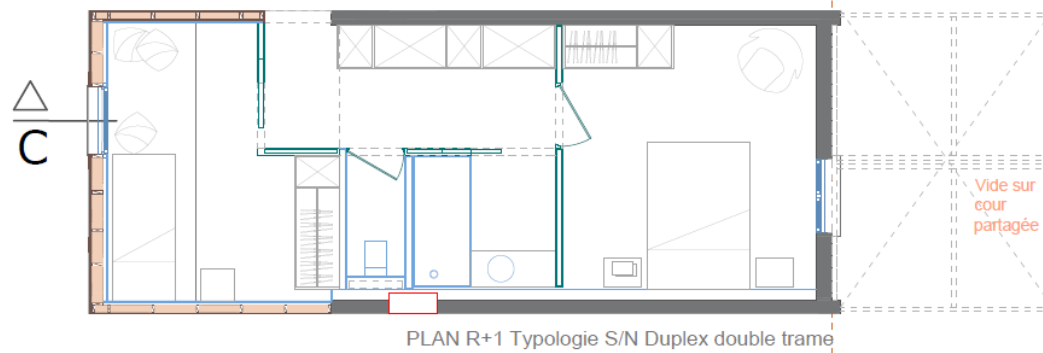 C
Vide sur
cour
partagée
PLAN R+1 Typologie S/N Duplex double trame